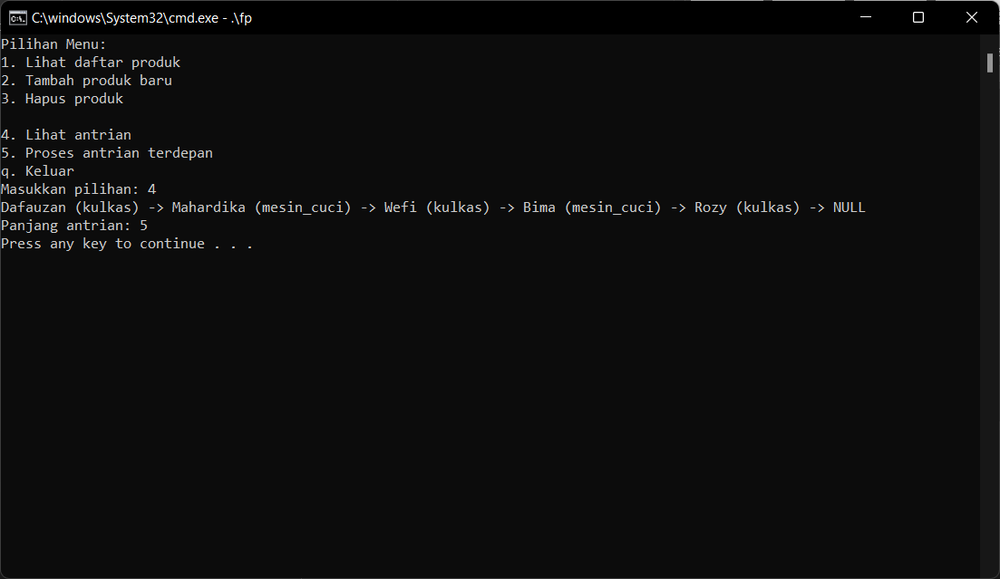 C:\windows\System32\cmd.exe - .\fp
Pilihan Menu:
1. Lihat daftar produk
2. Tambah produk baru
3. Hapus produk
4. Lihat antrian
5. Proses antrian terdepan
q. Keluar
Masukkan pilihan: 4
Dafauzan (kulkas) -> Mahardika (mesin_cuci) -> Wefi (kulkas) -> Bima (mesin_cuci) -> Rozy (kulkas) -> NULL
Panjang antrian: 5
Press any key to continue . . .